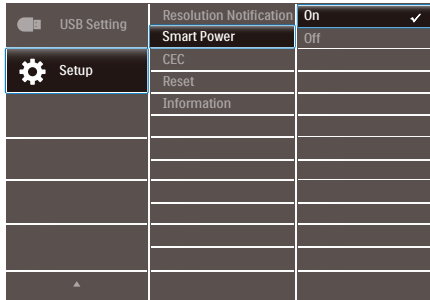 USB Setting
Setup
Resolution Notification
Smart Power
CEC
Reset
Information
On
Off